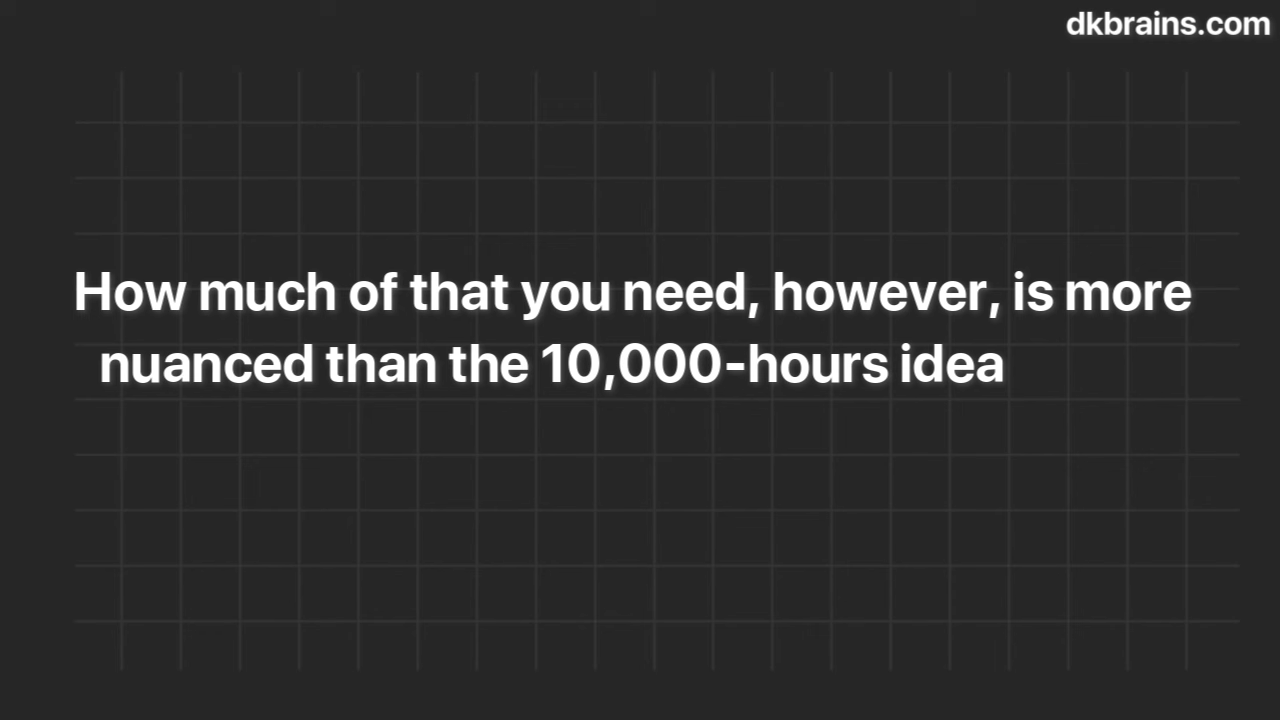 dkbrains.com
How much of that you need, however, is more
nuanced than the 10,000-hours idea